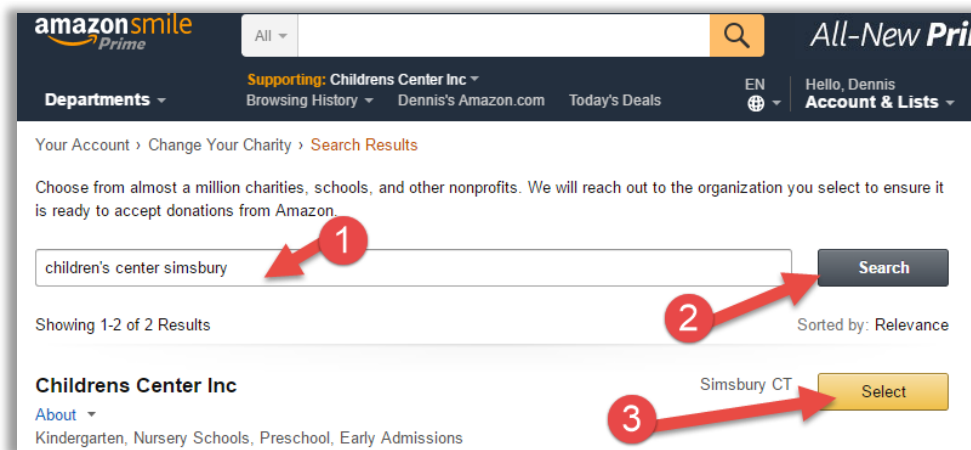 amazonsmile
Prime
All
All-New Pri
Supporting: Childrens Center Inc
EN
Hello, Dennis
Departments
Browsing History
Dennis's Amazon.com
Today's Deals
Account & Lists
Your Account › Change Your Charity › Search Results
Choose from almost a million charities, schools, and other nonprofits. We will reach out to the organization you select to ensure it
is ready to accept donations from Amazon.
1
children's center simsbury
Search
2
Showing 1-2 of 2 Results
Sorted by: Relevance
Childrens Center Inc
Simsbury CT
Select
About
3
Kindergarten, Nursery Schools, Preschool, Early Admissions